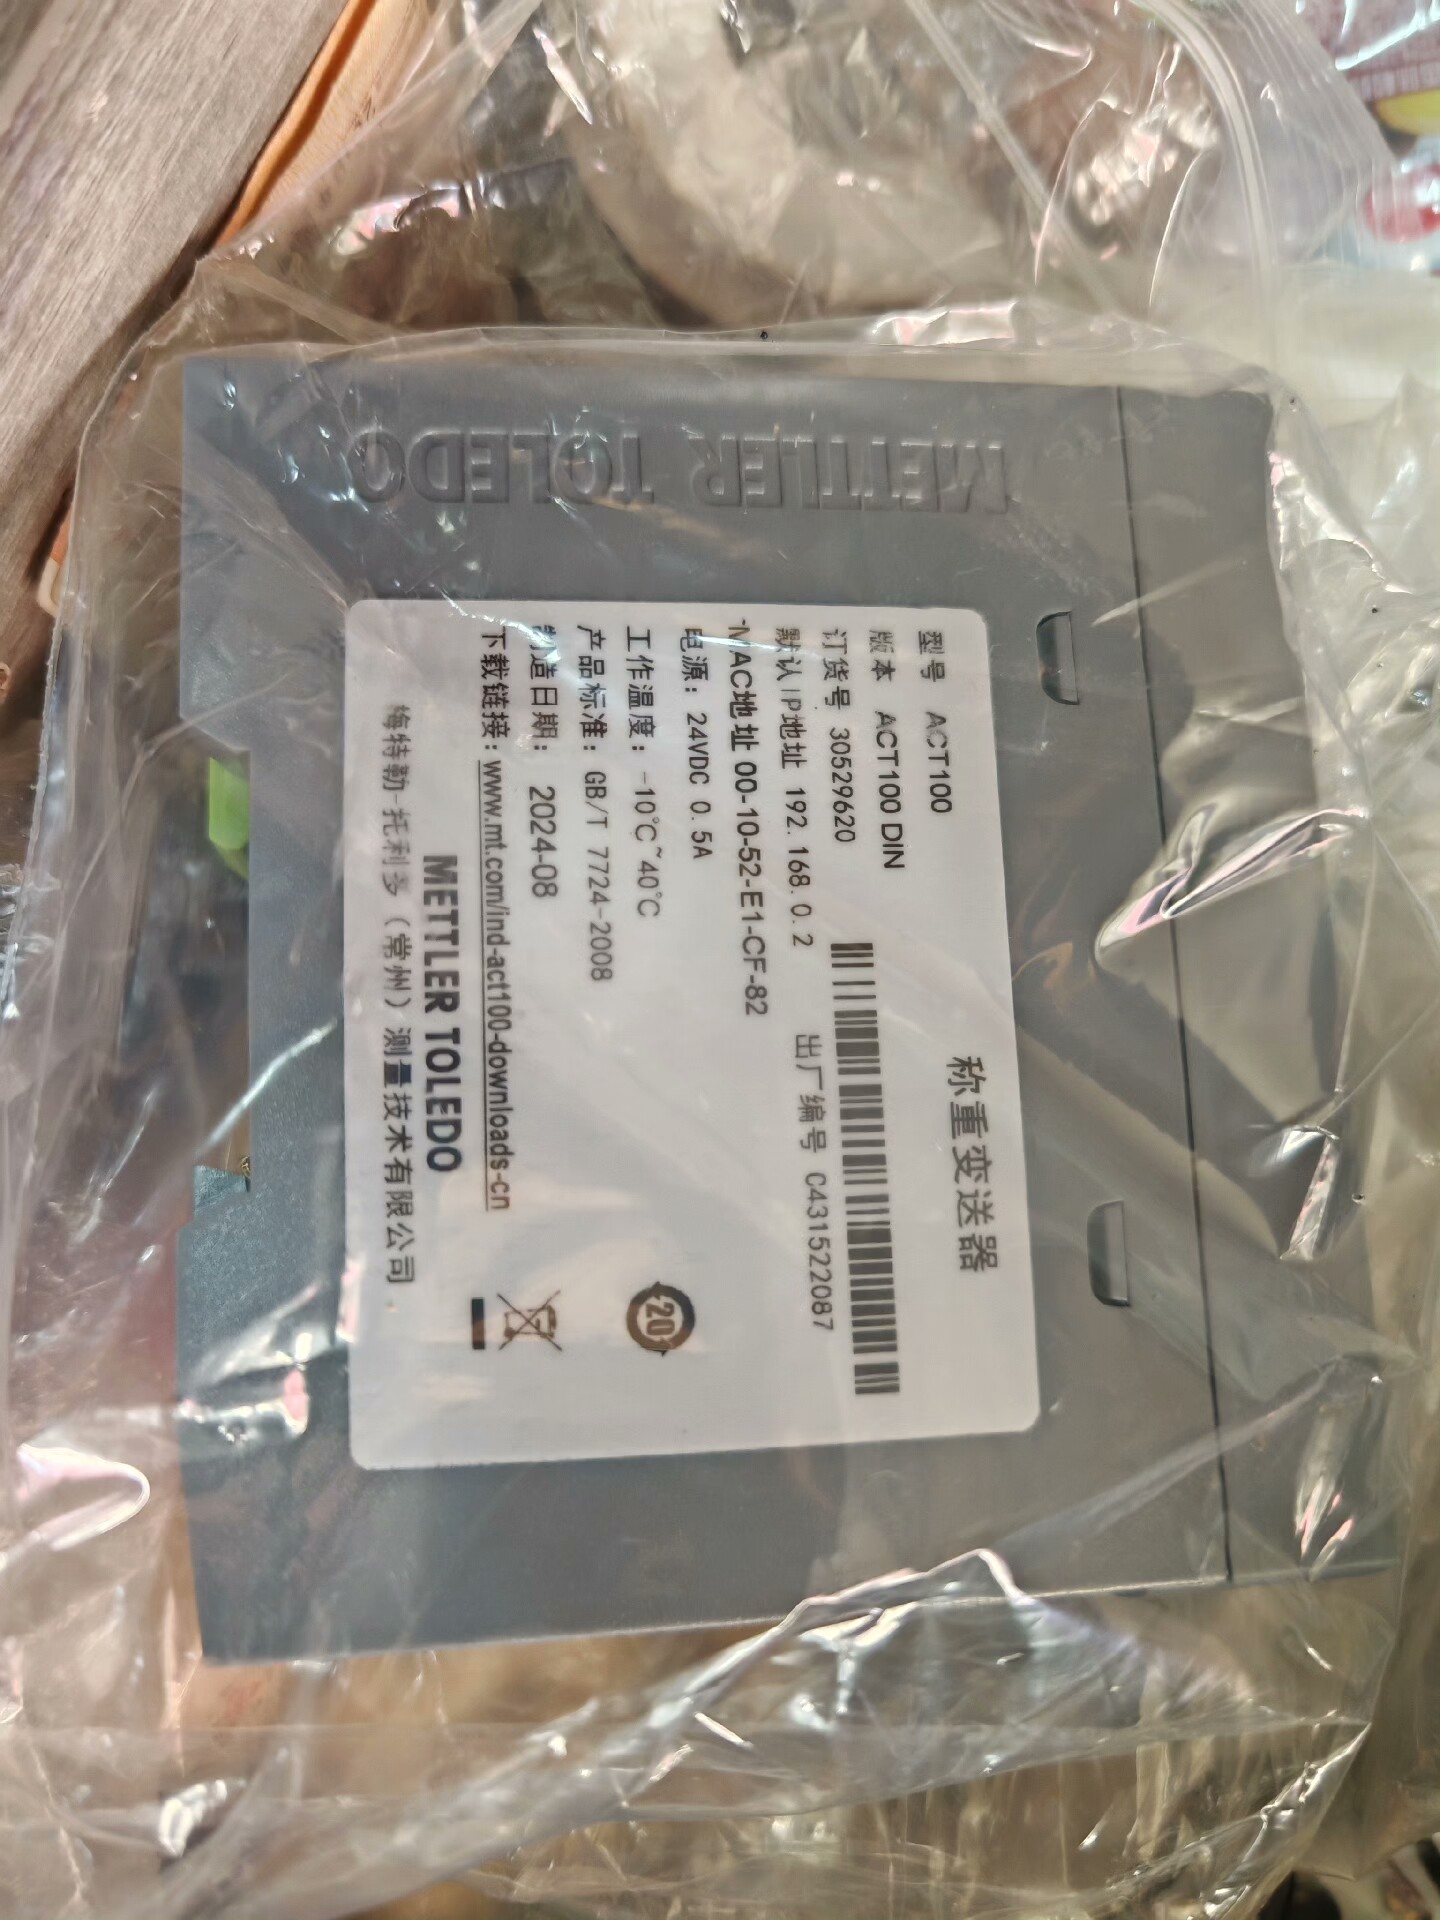 METTLER TOLEDO
称重变送器
型号 ACT100
版本 ACT100 DIN
订货号 30529620
默认IP地址 192.168.0.2 出厂编号 C431522087
MAC地址 00-10-52-E1-CF-82
电源: 24VDC 0.5A
工作温度: -10℃~40℃
产品标准: GB/T 7724-2008
制造日期: 2024-08
下载链接: www.mt.com/ind-act100-downloads-cn
20
METTLER TOLEDO
梅特勒-托利多(常州)测量技术有限公司